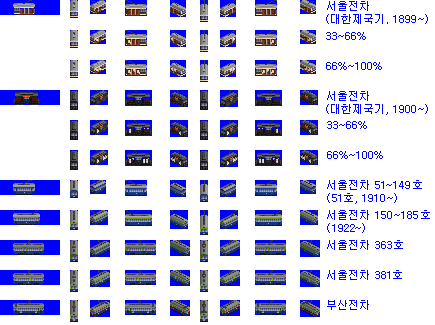 서울전차
(대한제국기, 1899~)
33~66%
66%~100%
서울전차
(대한제국기, 1900~)
33~66%
66%~100%
서울전차 51~149호
(51호, 1910~)
서울전차 150~185호
(1922~)
서울전차 363호
서울전차 381호
부산전차